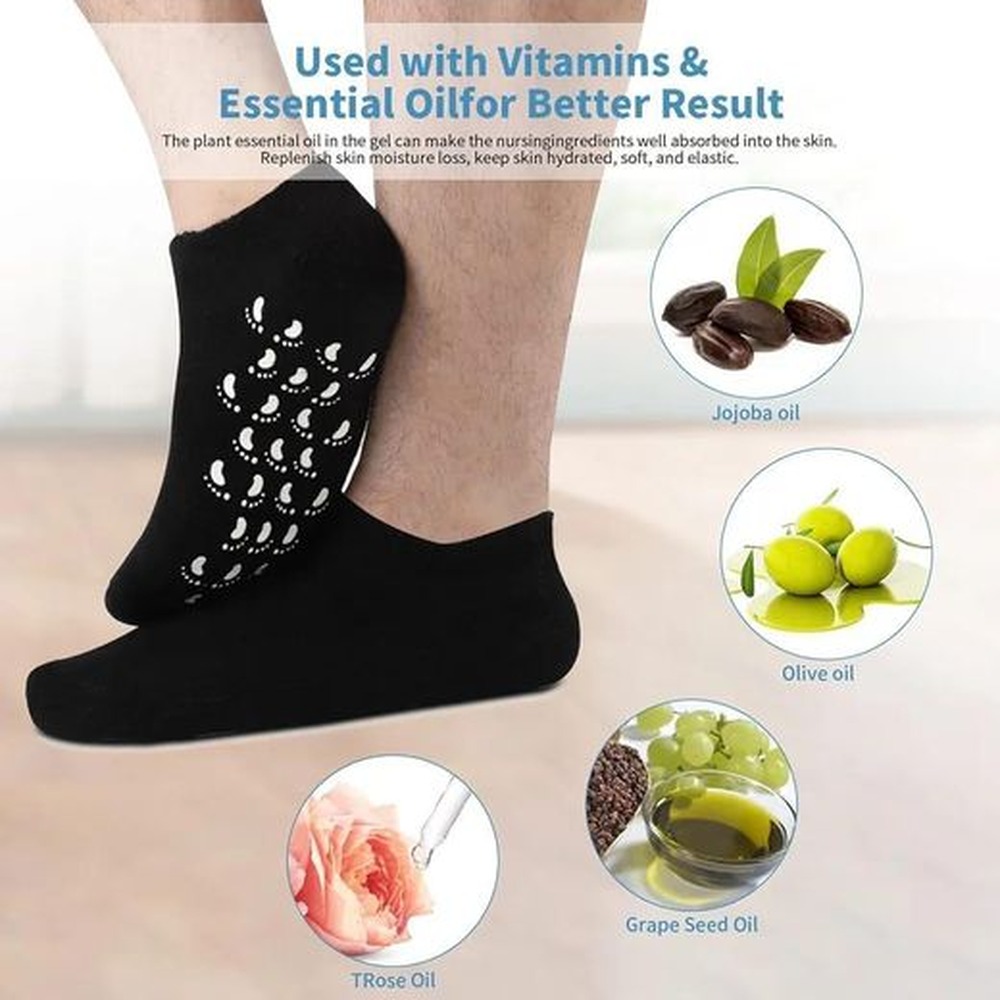 Used with Vitamins &
Essential Oilfor Better Result
The plant essential oil in the gel can make the nursingingredients well absorbed into the skin.
Replenish skin moisture loss, keep skin hydrated, soft, and elastic.
Jojoba oil
Olive oil
Grape Seed Oil
TRose Oil